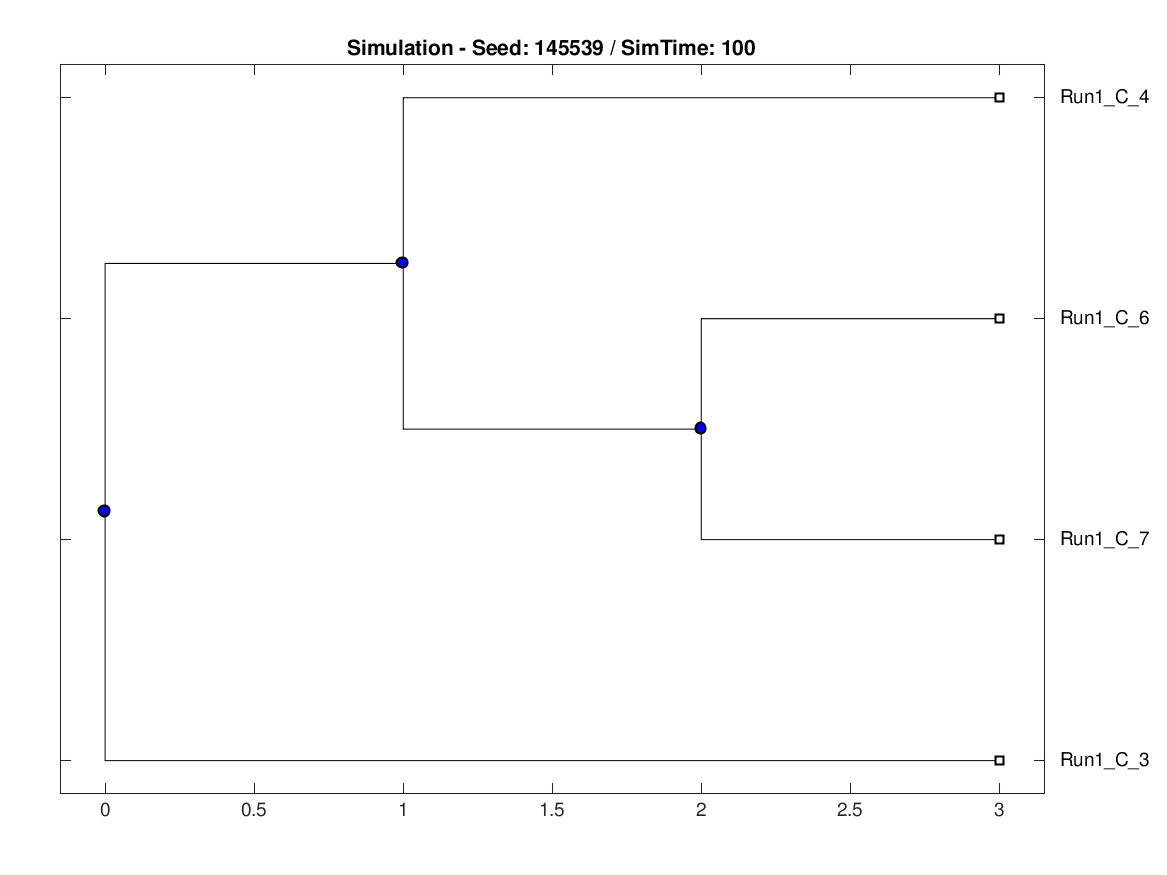 Simulation - Seed: 145539 / SimTime: 100
Run1_C_4
Run1_C_6
Run1_C_7
Run1_C_3
0 0.5 1 1.5 2 2.5 3